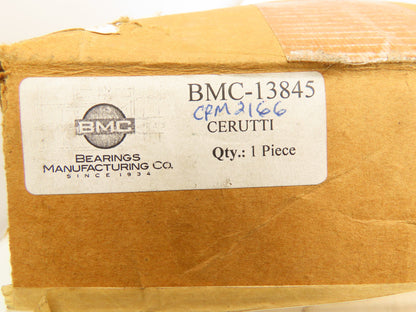 BMC-13845
CPM2166
CERUTTI
Qty.: 1 Piece
BMC
BEARINGS
MANUFACTURING CO.
SINCE 1934